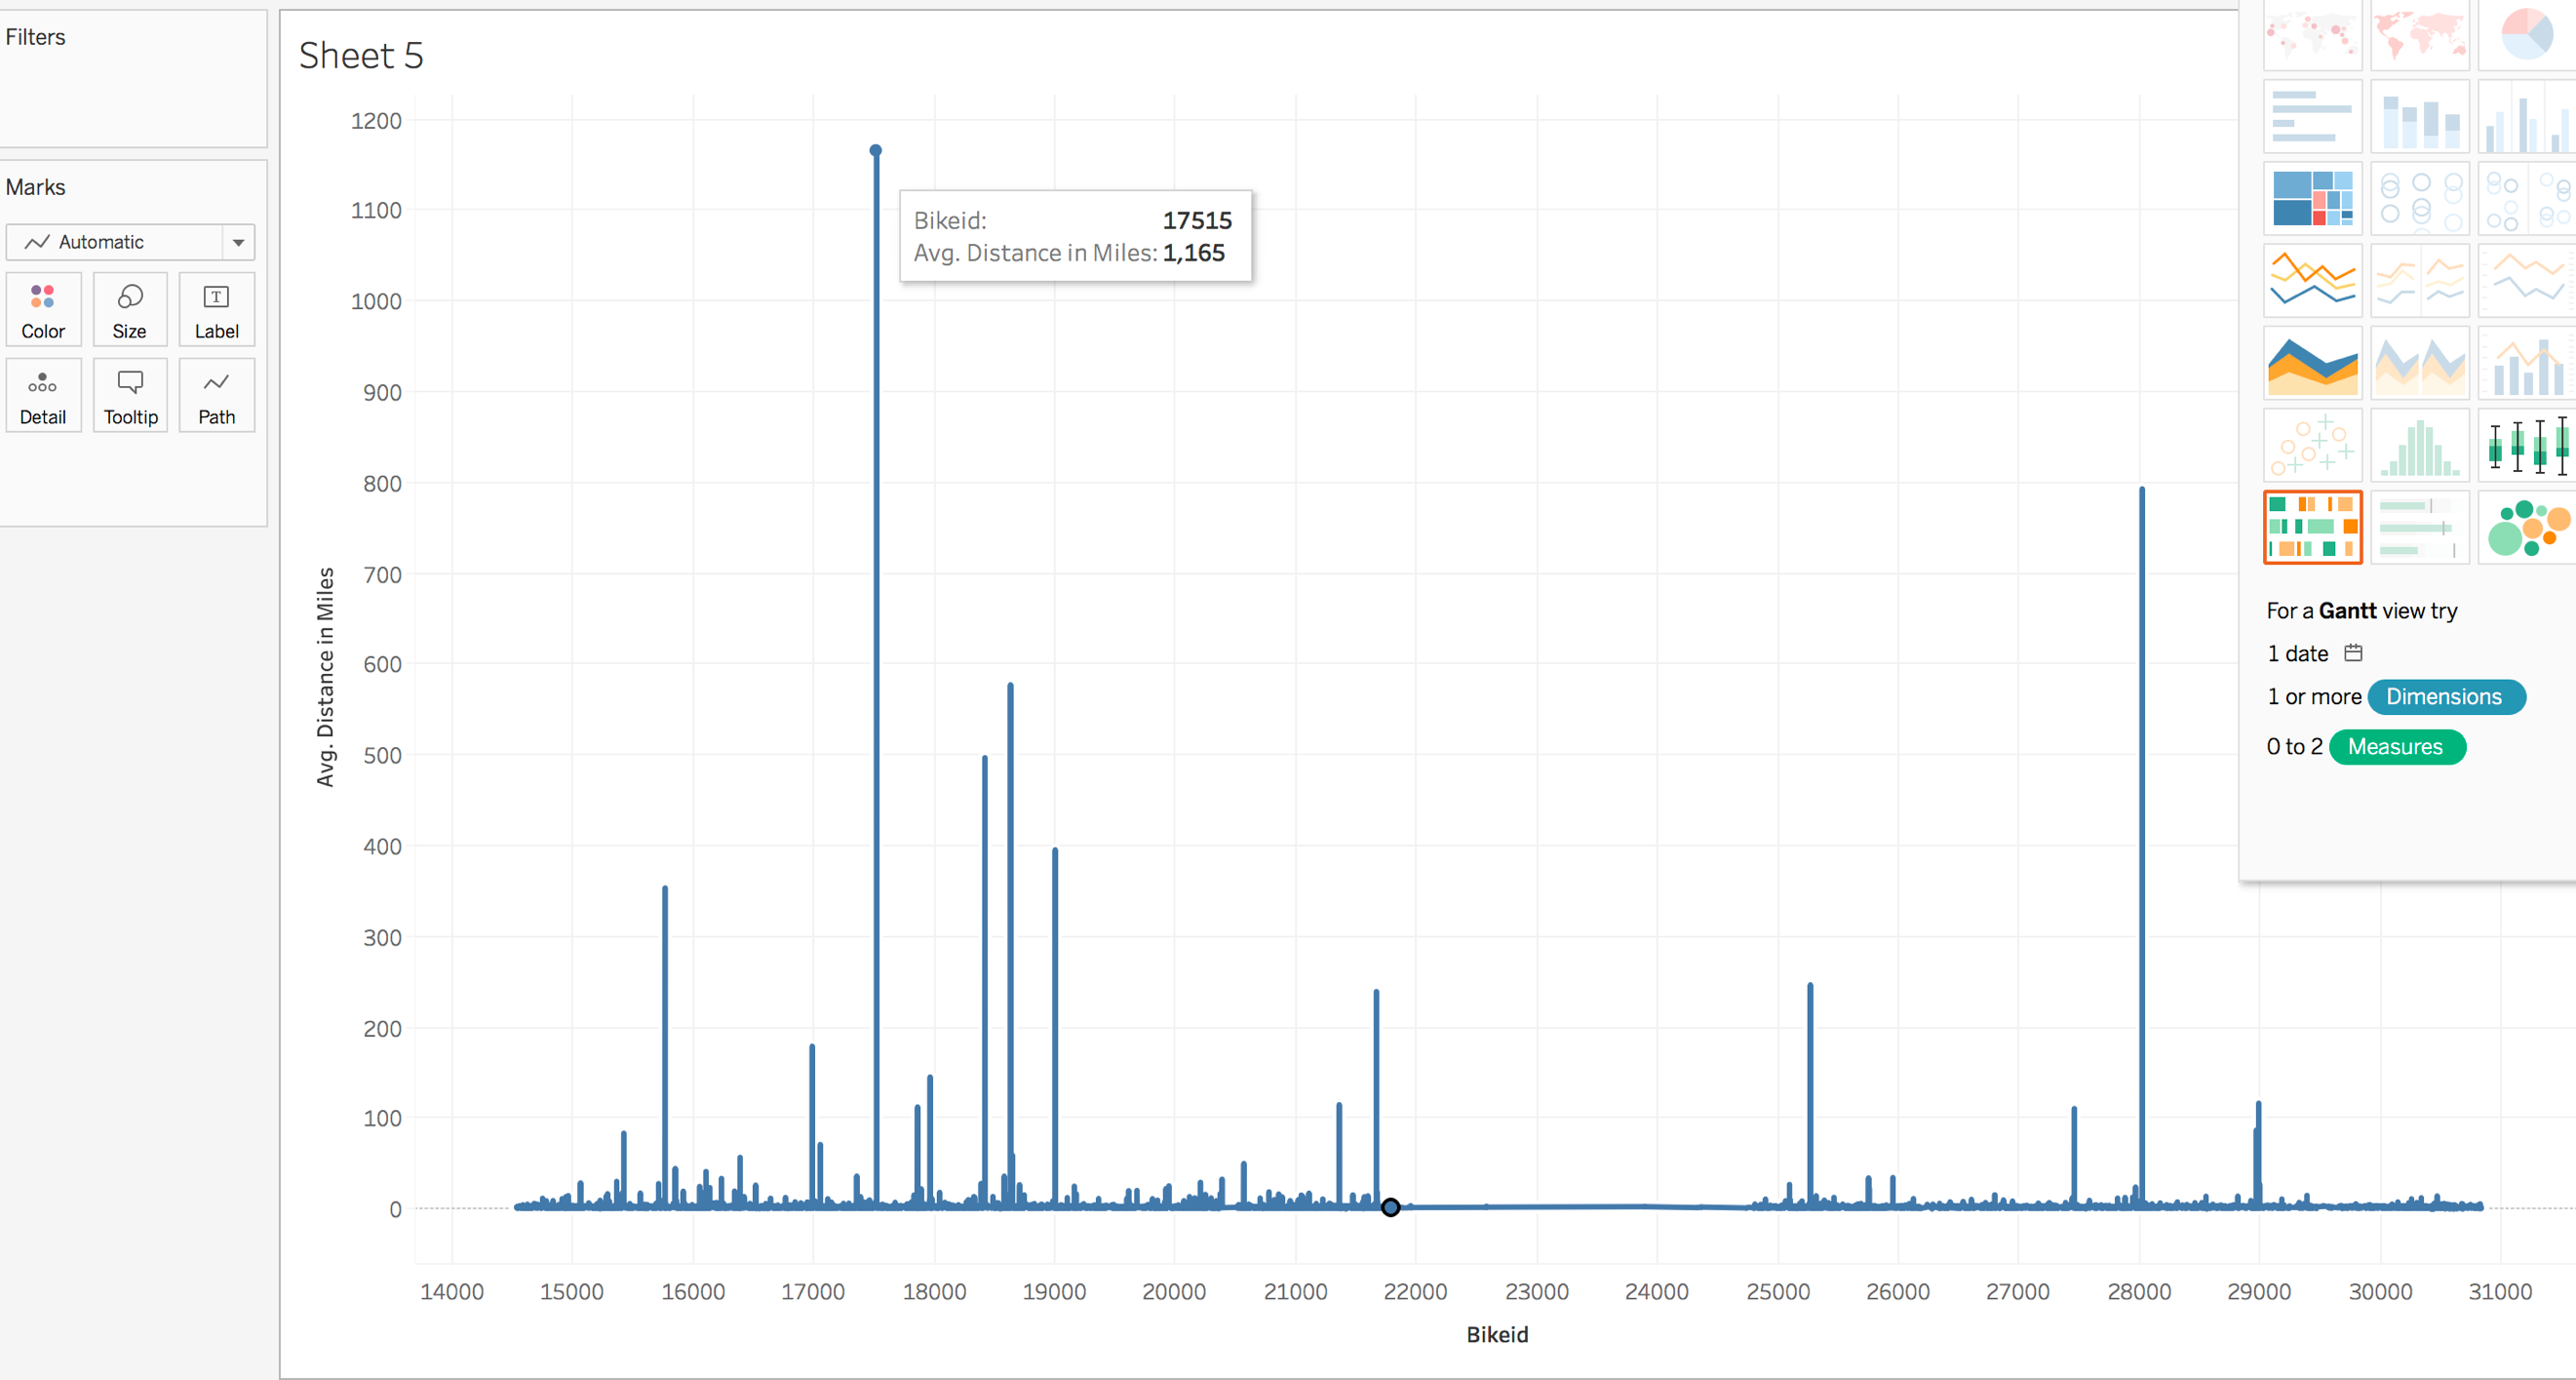 Filters
Marks
Automatic
Color Size Label
T
Detail Tooltip Path
Sheet 5
1200
1100
1000
900
800
700
600
500
400
300
200
100
0
Avg. Distance in Miles
Bikeid: 17515
Avg. Distance in Miles: 1,165
14000 15000 16000 17000 18000 19000 20000 21000 22000 23000 24000 25000 26000 27000 28000 29000 30000 31000
Bikeid
For a Gantt view try
1 date
1 or more Dimensions
0 to 2 Measures